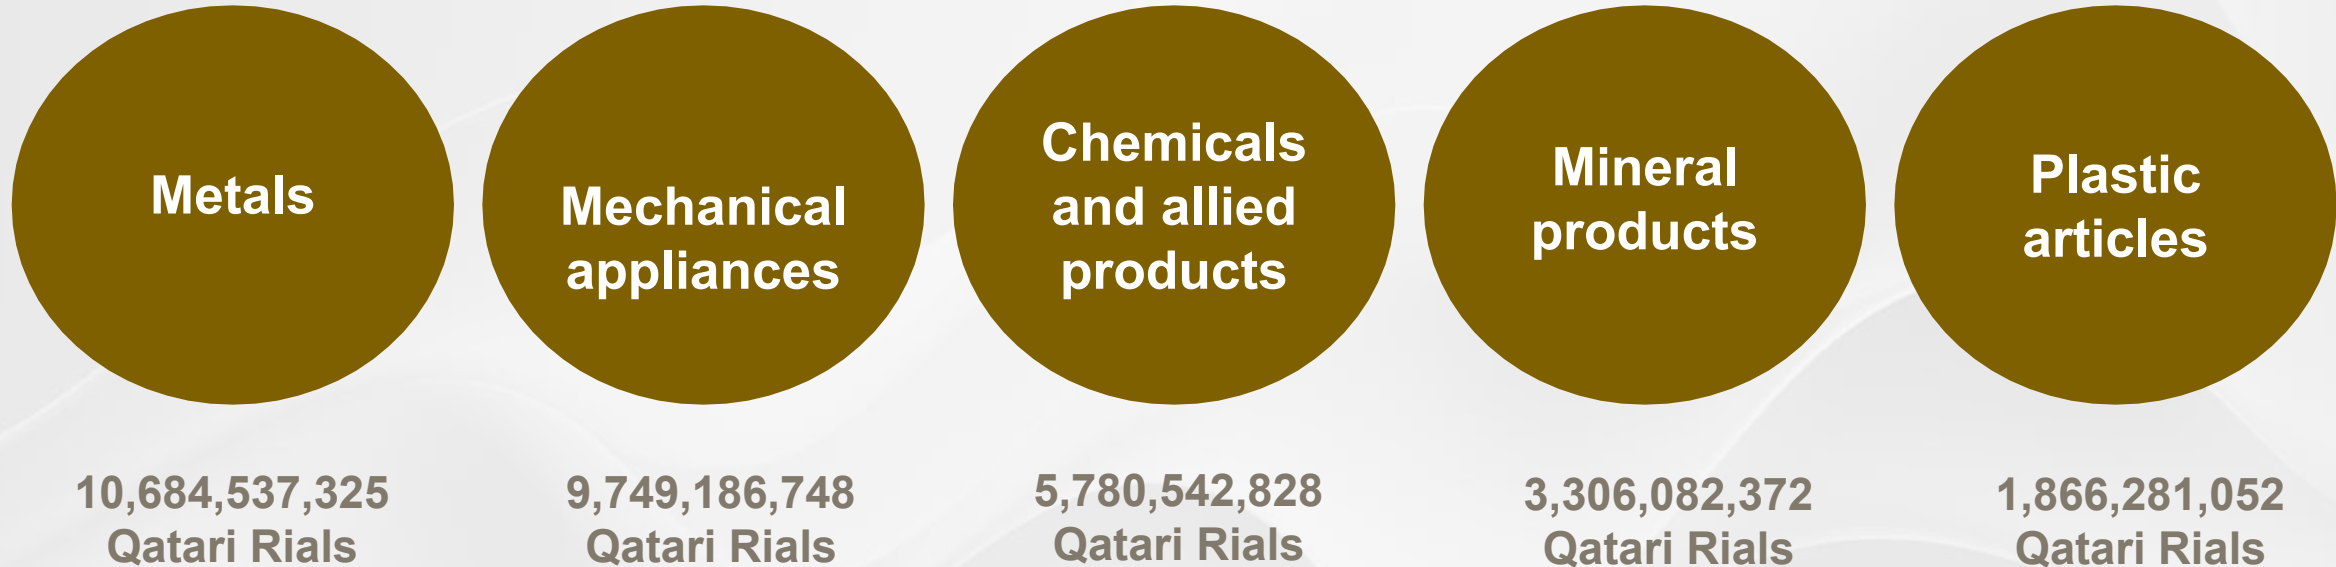 Metals
Mechanical
appliances
Chemicals
and allied
products
Mineral
products
Plastic
articles
10,684,537,325
Qatari Rials
9,749,186,748
Qatari Rials
5,780,542,828
Qatari Rials
3,306,082,372
Qatari Rials
1,866,281,052
Qatari Rials